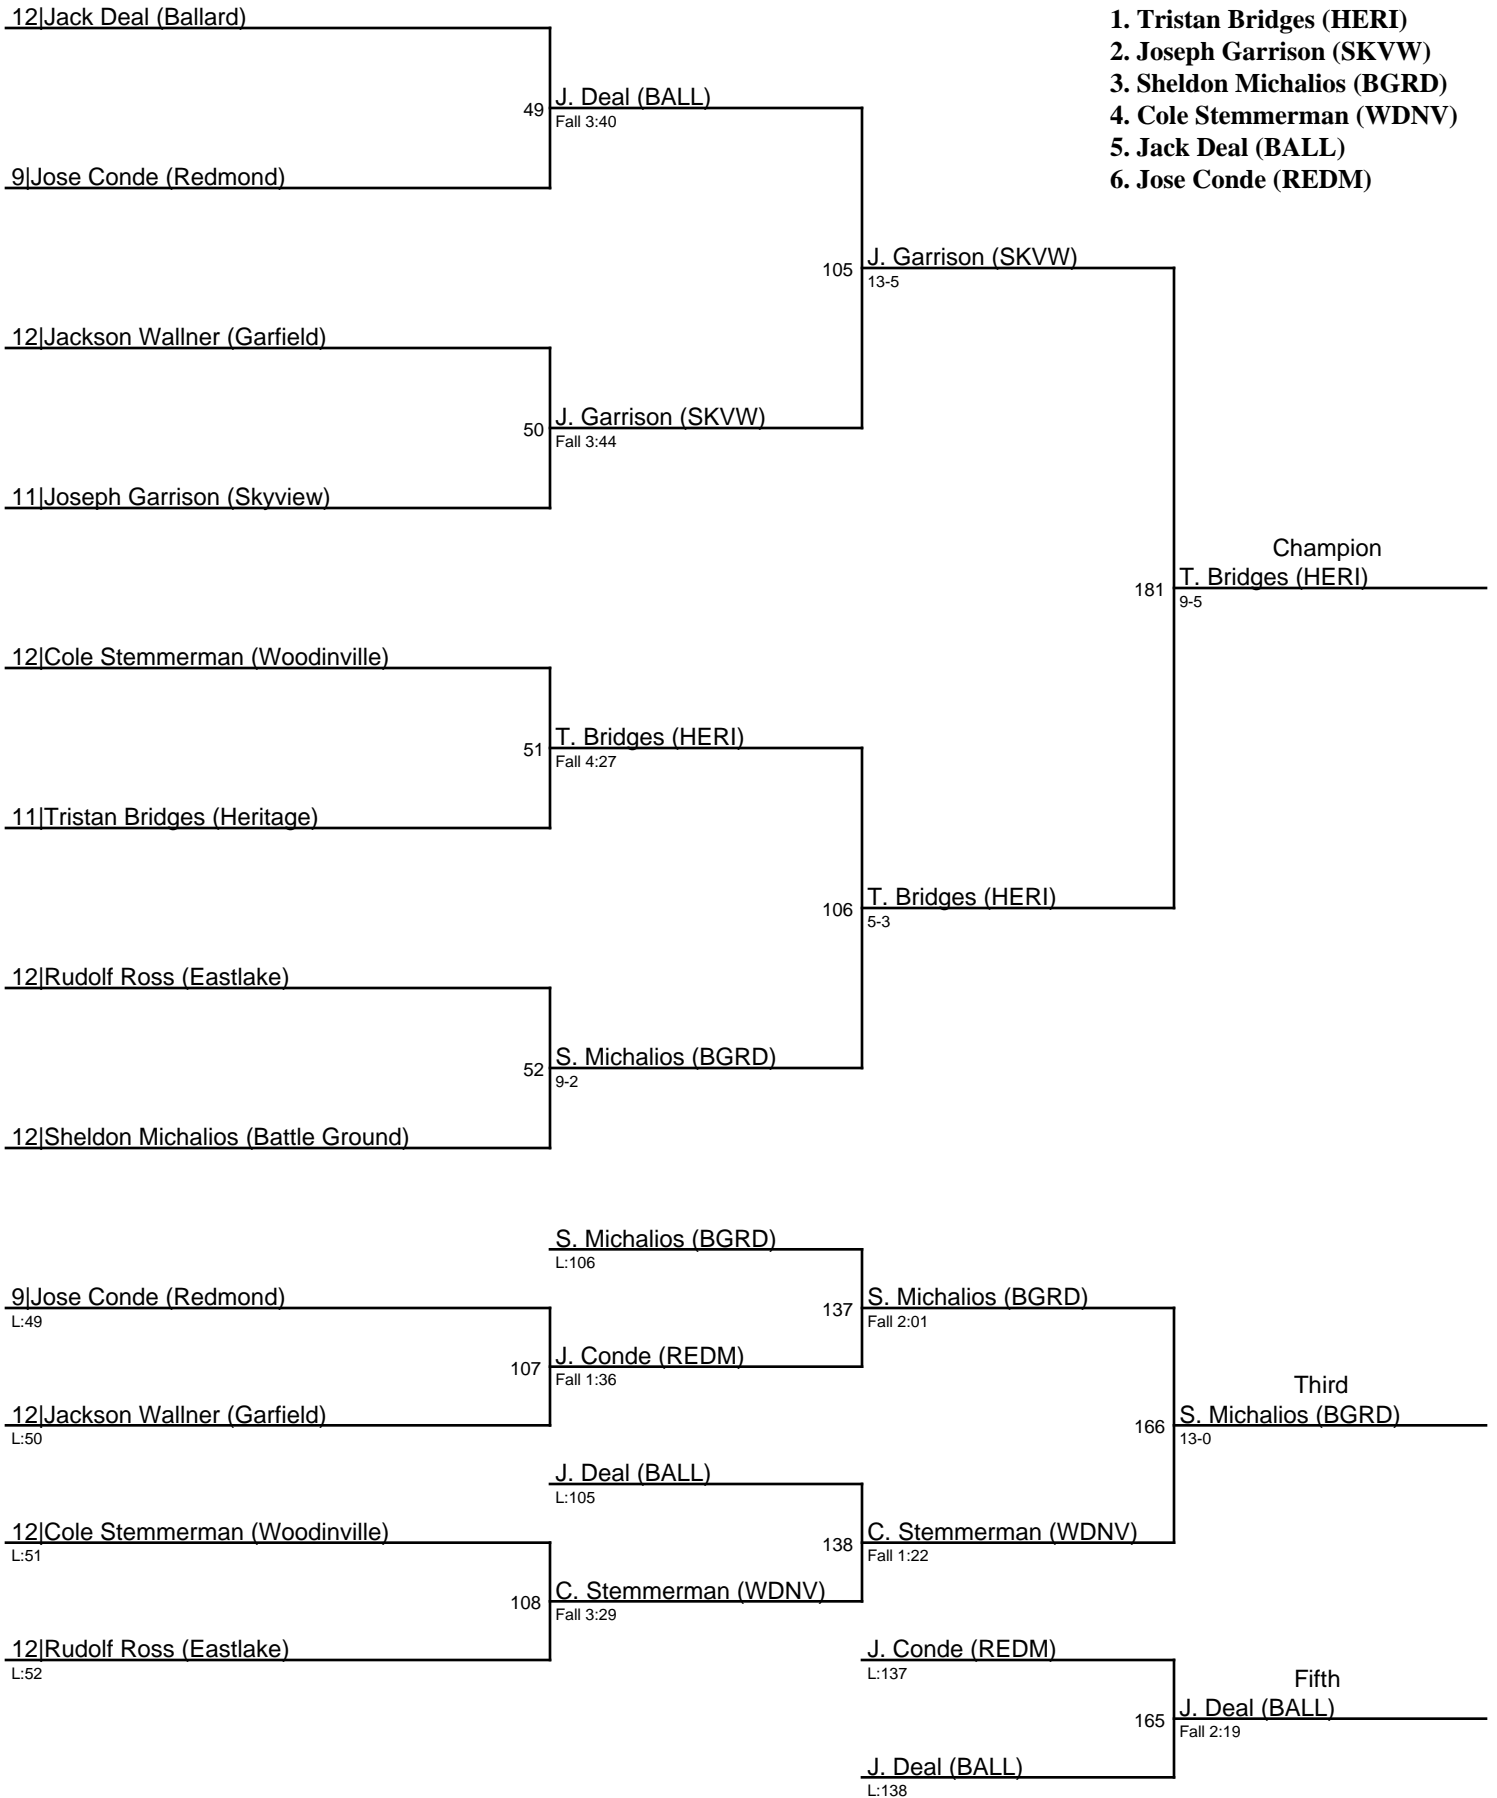 12|Jack Deal (Ballard)
1. Tristan Bridges (HERI)
2. Joseph Garrison (SKVW)
3. Sheldon Michalios (BGRD)
4. Cole Stemmerman (WDNV)
5. Jack Deal (BALL)
6. Jose Conde (REDM)
49
J. Deal (BALL)
Fall 3:40
9|Jose Conde (Redmond)
105
J. Garrison (SKVW)
13-5
12|Jackson Wallner (Garfield)
50
J. Garrison (SKVW)
Fall 3:44
11|Joseph Garrison (Skyview)
Champion
181
T. Bridges (HERI)
9-5
12|Cole Stemmerman (Woodinville)
51
T. Bridges (HERI)
Fall 4:27
11|Tristan Bridges (Heritage)
106
T. Bridges (HERI)
5-3
12|Rudolf Ross (Eastlake)
52
S. Michalios (BGRD)
9-2
12|Sheldon Michalios (Battle Ground)
S. Michalios (BGRD)
L:106
9|Jose Conde (Redmond)
L:49
137
S. Michalios (BGRD)
Fall 2:01
107
J. Conde (REDM)
Fall 1:36
12|Jackson Wallner (Garfield)
L:50
Third
166
S. Michalios (BGRD)
13-0
J. Deal (BALL)
L:105
12|Cole Stemmerman (Woodinville)
L:51
138
C. Stemmerman (WDNV)
Fall 1:22
108
C. Stemmerman (WDNV)
Fall 3:29
12|Rudolf Ross (Eastlake)
L:52
J. Conde (REDM)
L:137
Fifth
165
J. Deal (BALL)
Fall 2:19
J. Deal (BALL)
L:138